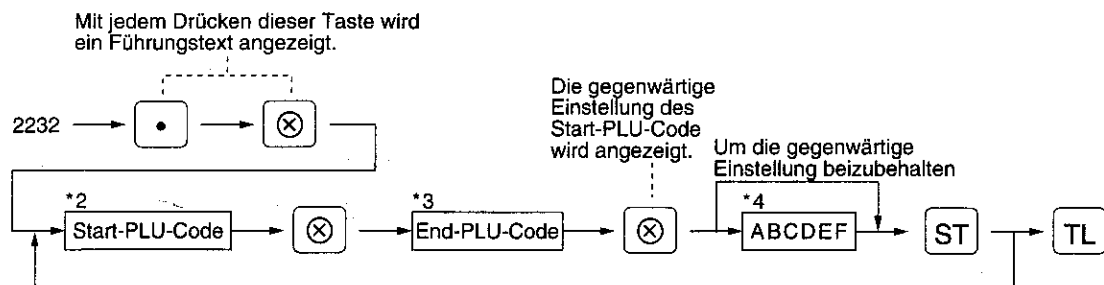 Mit jedem Drücken dieser Taste wird
ein Führungstext angezeigt.
Die gegenwärtige
Einstellung des
Start-PLU-Code
wird angezeigt.
2232
Um die gegenwärtige
Einstellung beizubehalten
*2
Start-PLU-Code
*3
End-PLU-Code
*4
ABCDEF
ST
TL